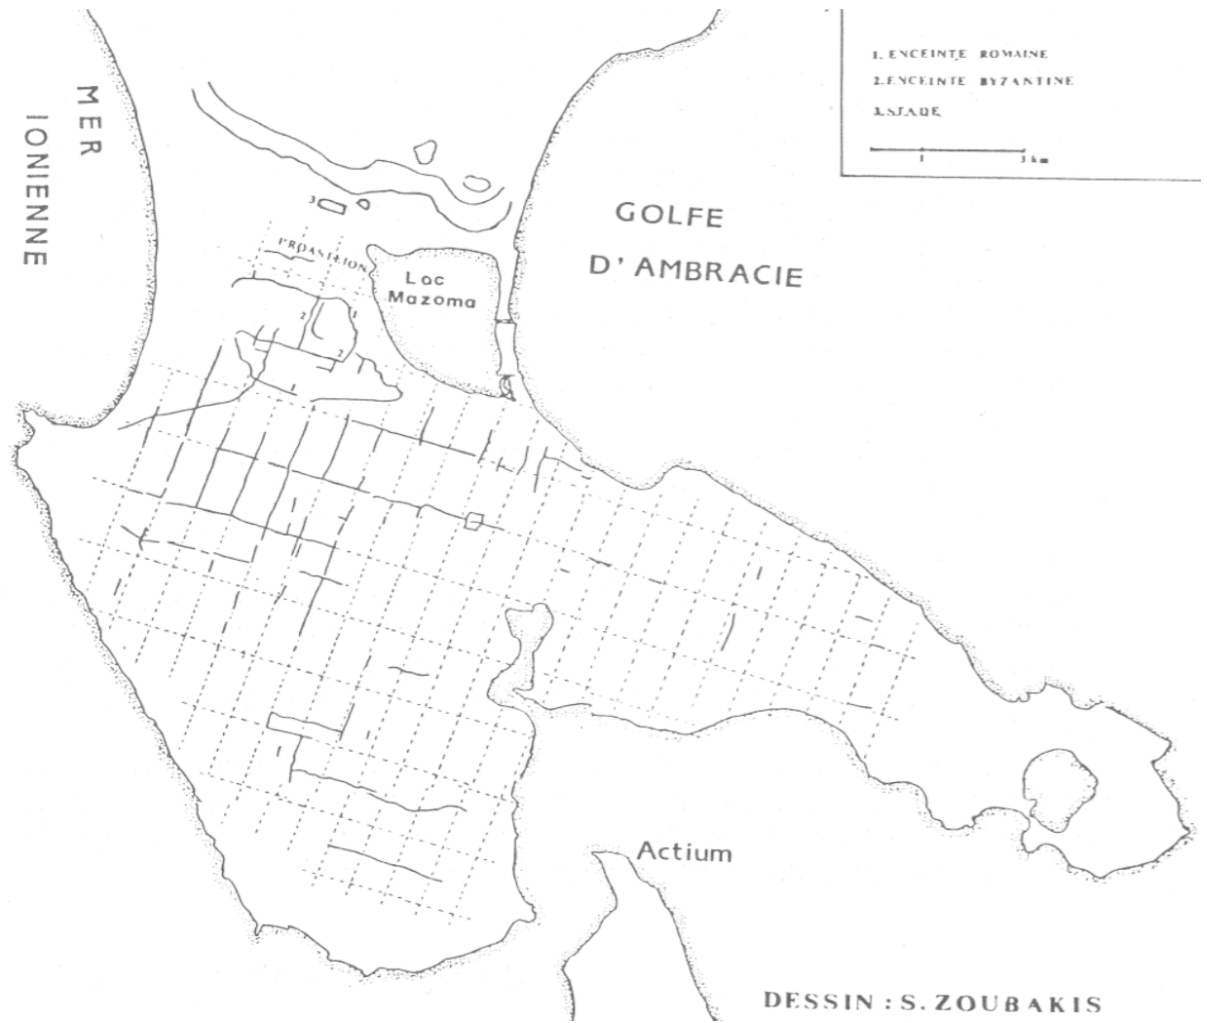 1. ENCEINTE ROMAINE
2. ENCEINTE BYZANTINE
3. STADE
1
3 km
MER
IONIENNE
GOLFE
D'AMBRACIE
3
PROASTEION
Lac
Mazoma
2
1
2
Actium
DESSIN : S. ZOUBAKIS